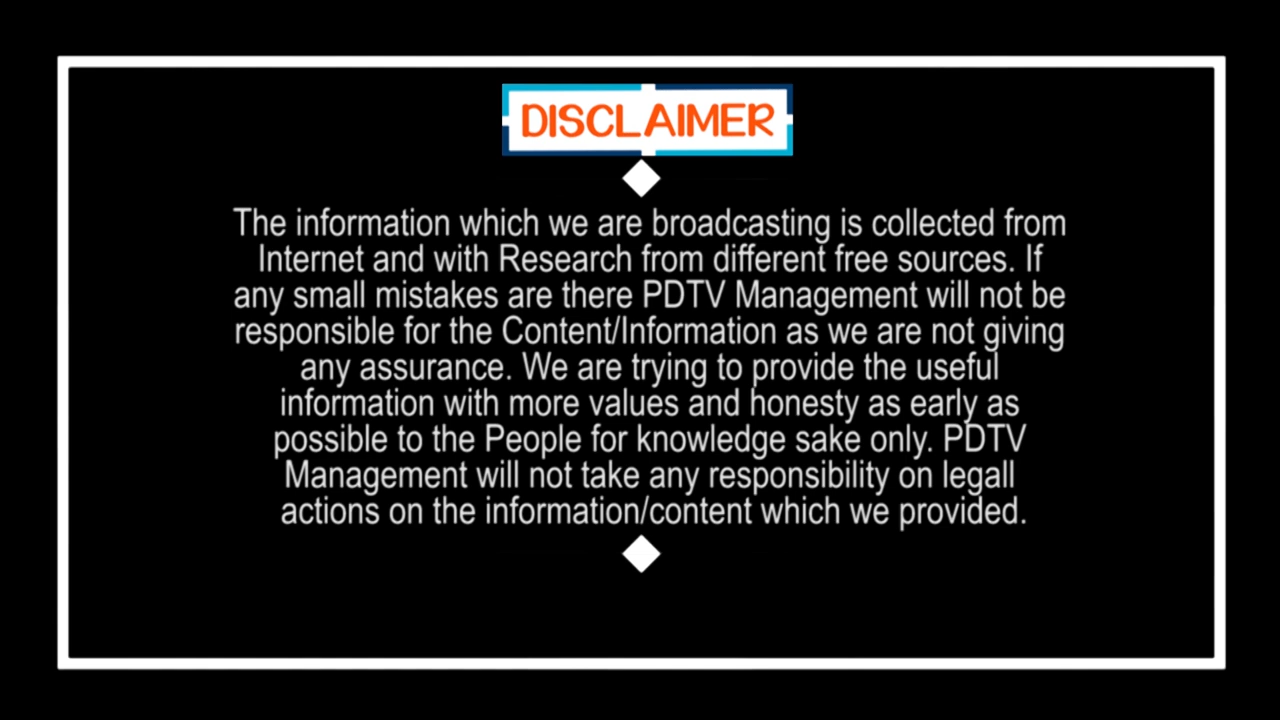 DISCLAIMER
The information which we are broadcasting is collected from
Internet and with Research from different free sources. If
any small mistakes are there PDTV Management will not be
responsible for the Content/Information as we are not giving
any assurance. We are trying to provide the useful
information with more values and honesty as early as
possible to the People for knowledge sake only. PDTV
Management will not take any responsibility on legall
actions on the information/content which we provided.